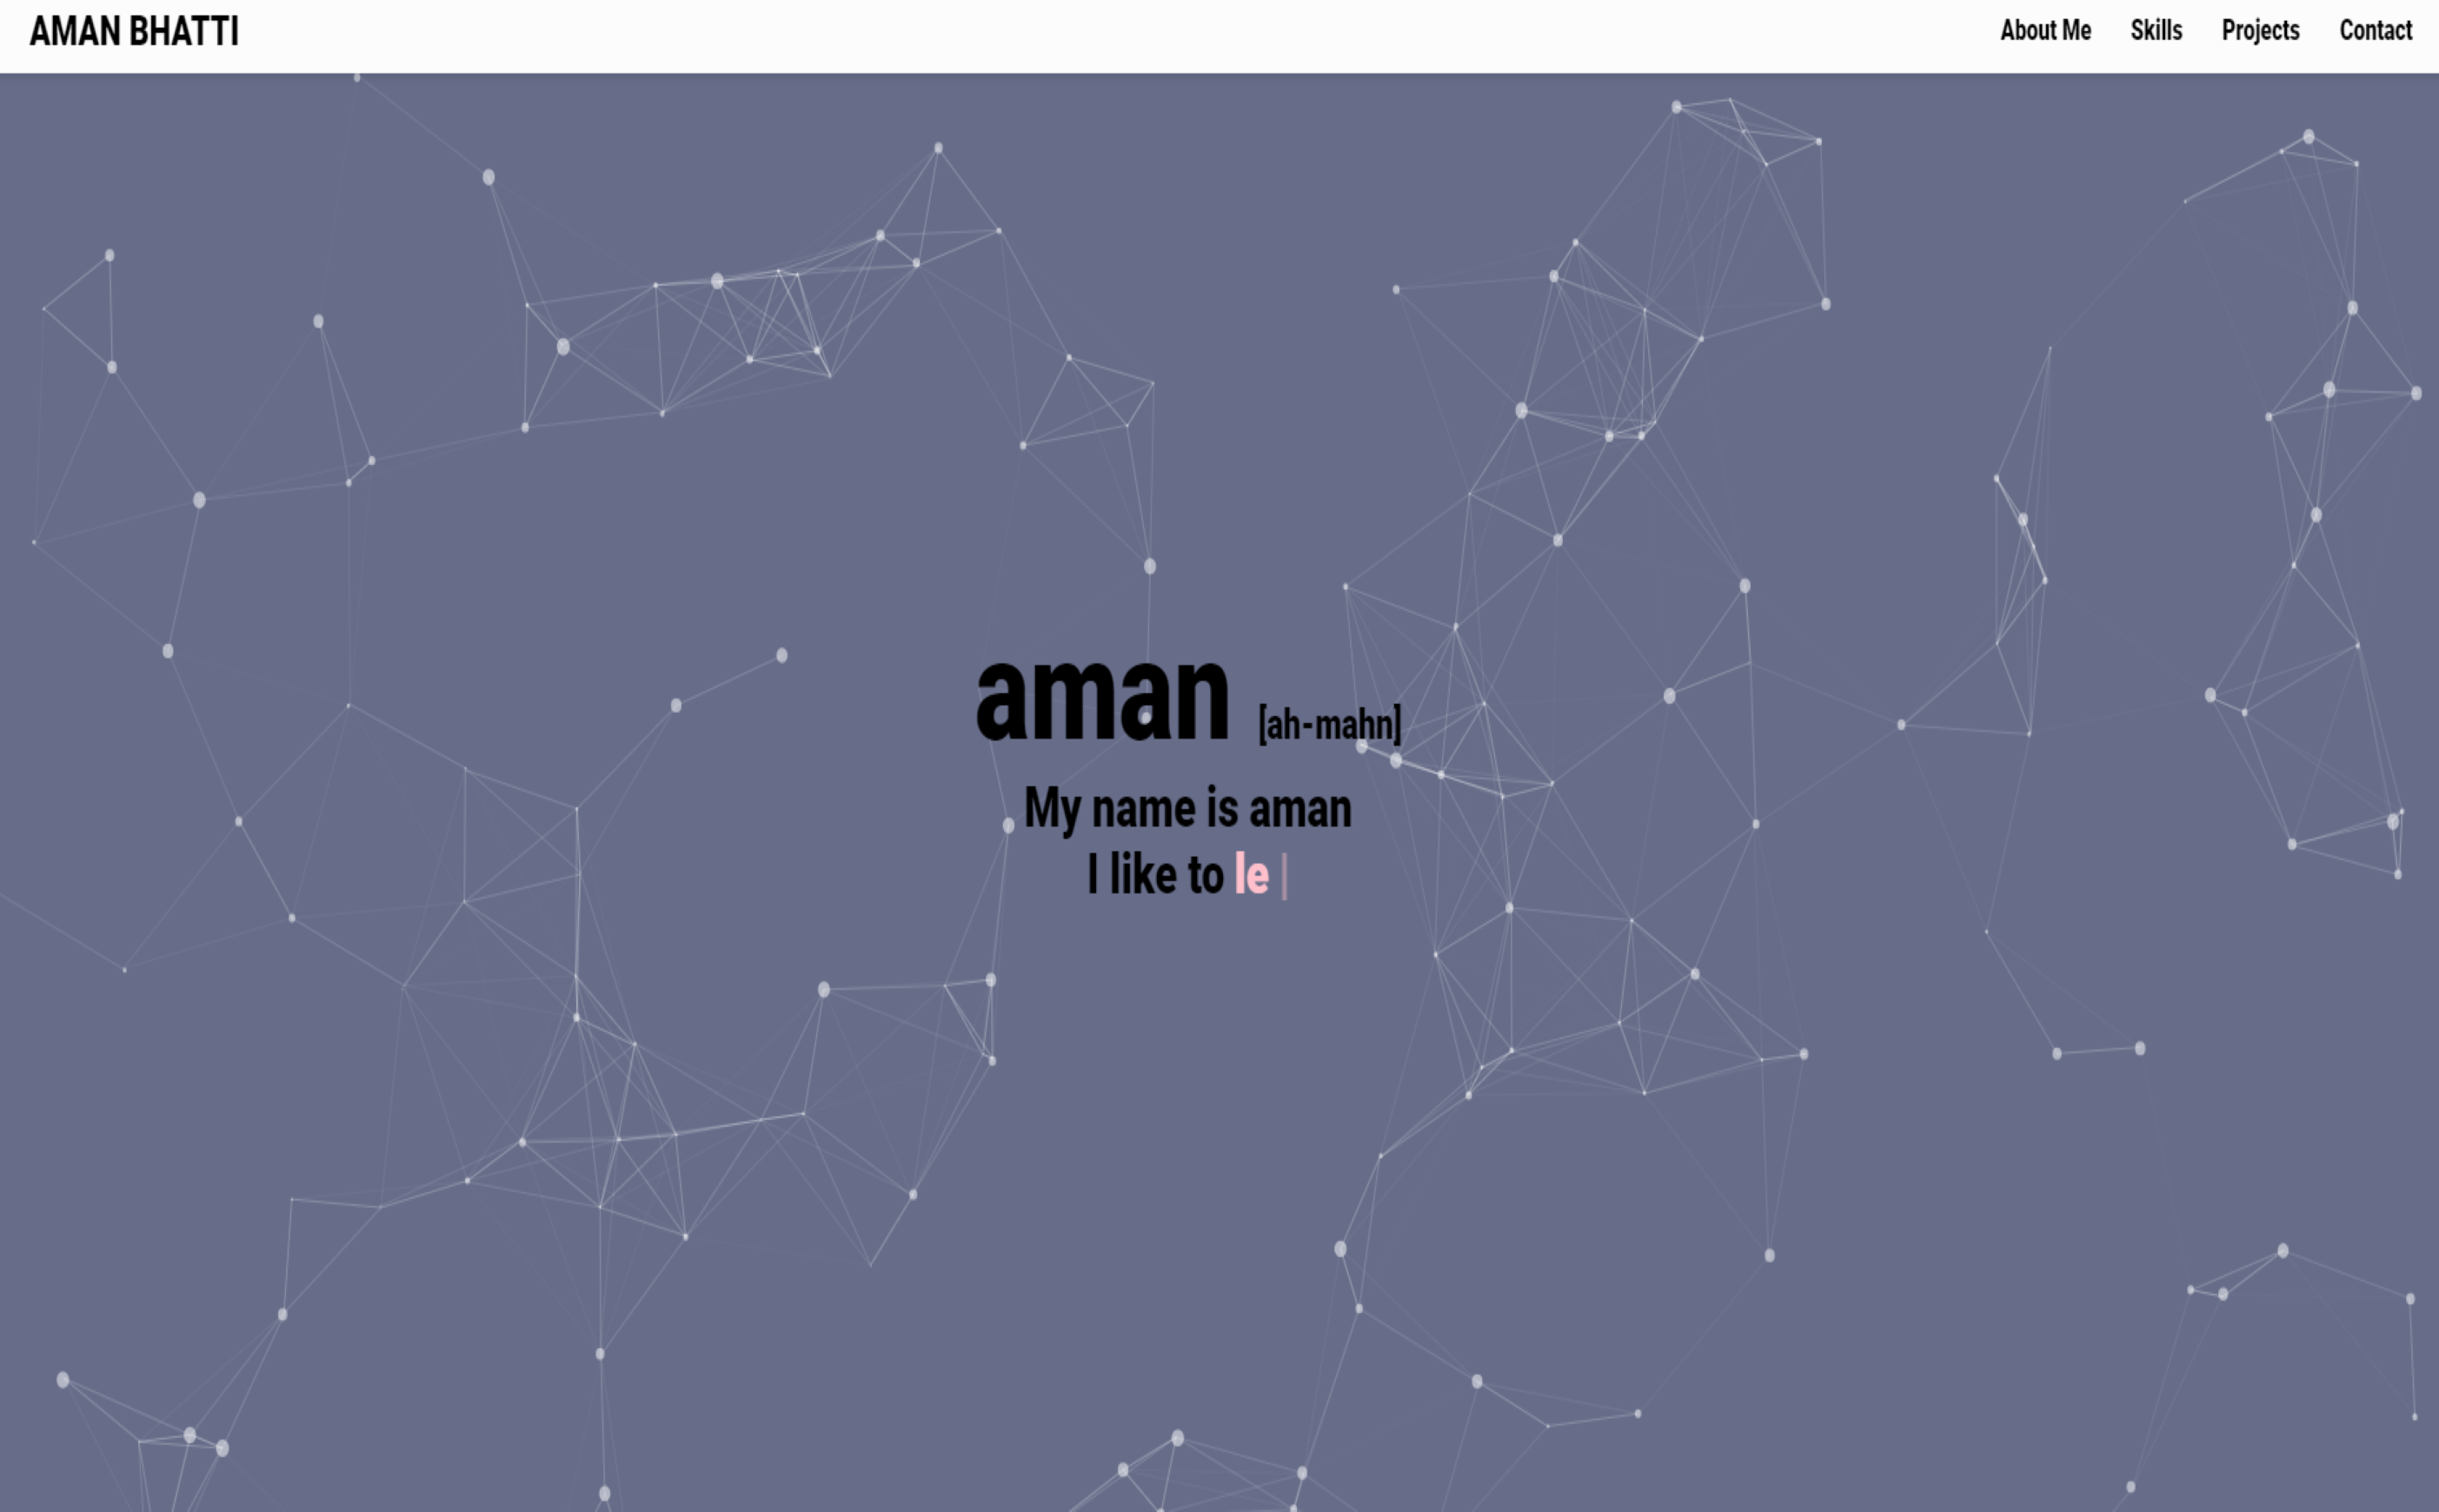 AMAN BHATTI
About Me Skills Projects Contact
aman [ah-mahn]
My name is aman
I like to le |